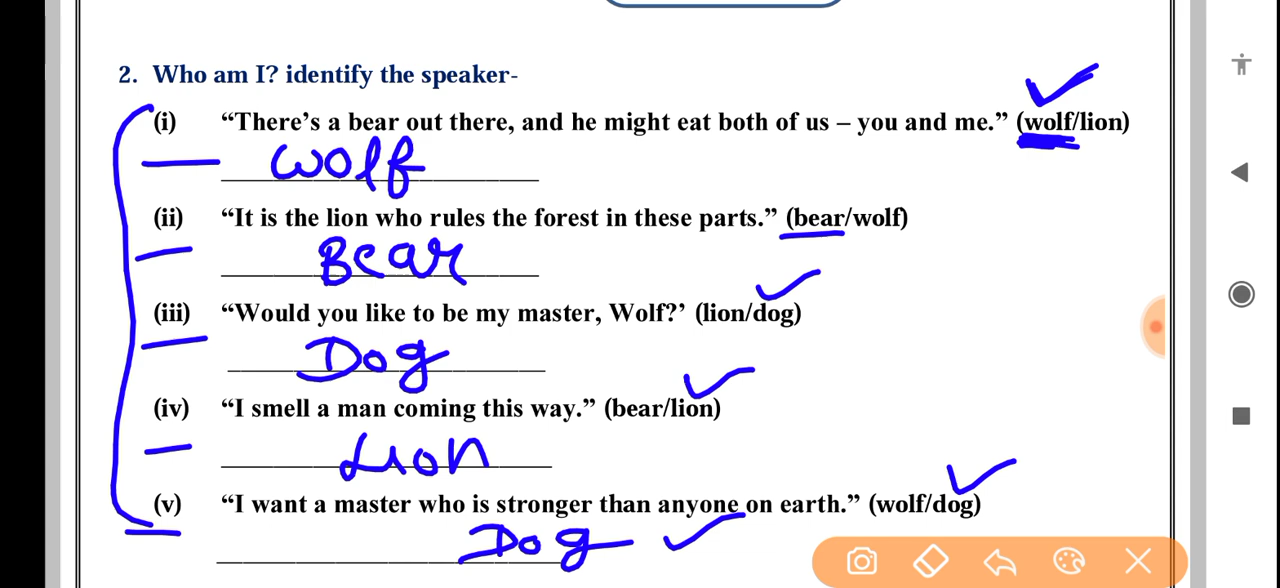 2. Who am I? identify the speaker-
(i) “There’s a bear out there, and he might eat both of us – you and me.” (wolf/lion)
wolf
(ii) “It is the lion who rules the forest in these parts.” (bear/wolf)
Bear
(iii) “Would you like to be my master, Wolf?’ (lion/dog)
Dog
(iv) “I smell a man coming this way.” (bear/lion)
Lion
(v) “I want a master who is stronger than anyone on earth.” (wolf/dog)
Dog